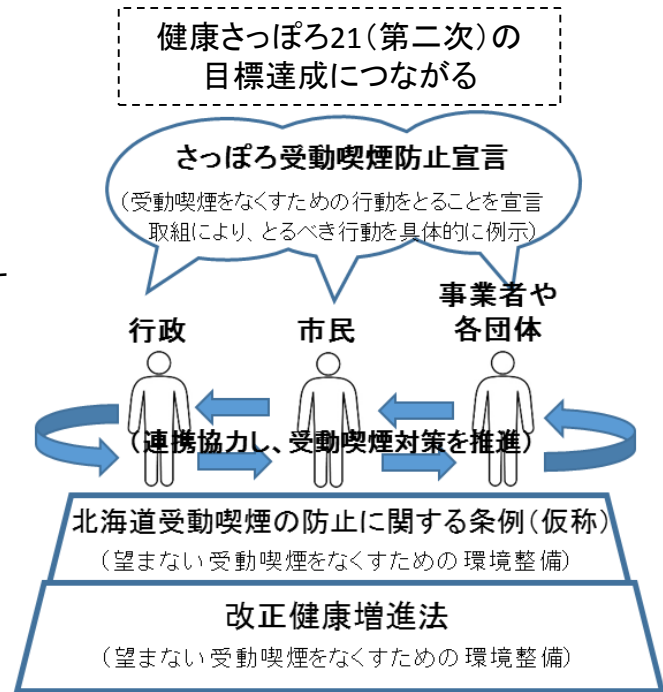 健康さっぽろ21(第二次)の
目標達成につながる
さっぽろ受動喫煙防止宣言
(受動喫煙をなくすための行動をとることを宣言
取組により、とるべき行動を具体的に例示)
行政
市民
事業者や
各団体
(連携協力し、受動喫煙対策を推進)
北海道受動喫煙の防止に関する条例(仮称)
(望まない受動喫煙をなくすための環境整備)
改正健康増進法
(望まない受動喫煙をなくすための環境整備)